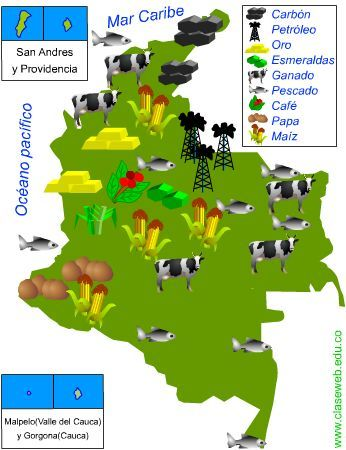 Mar Caribe
San Andres
y Providencia
Océano pacífico
Carbón
Petróleo
Oro
Esmeraldas
Ganado
Pescado
Café
Papa
Maíz
Malpelo(Valle del Cauca)
y Gorgona(Cauca)
www.claseweb.edu.co